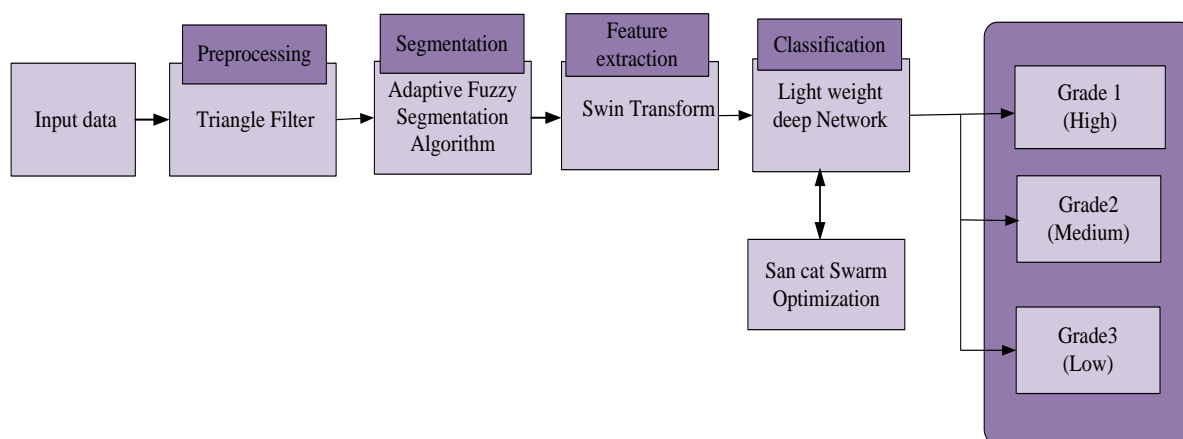 Input data
Preprocessing
Triangle Filter
Segmentation
Adaptive Fuzzy
Segmentation
Algorithm
Feature
extraction
Swin Transform
Classification
Light weight
deep Network
San cat Swarm
Optimization
Grade 1
(High)
Grade2
(Medium)
Grade3
(Low)